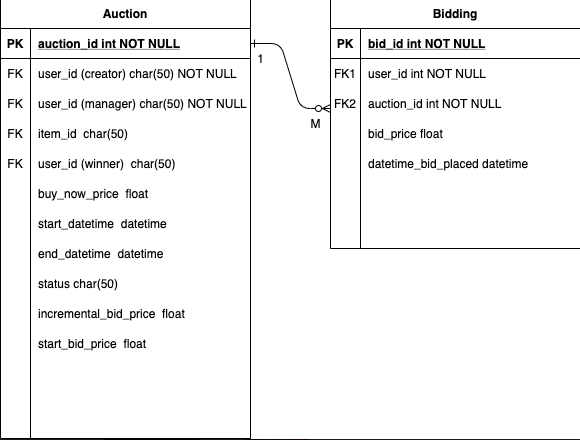 Auction
PK auction_id int NOT NULL
FK user_id (creator) char(50) NOT NULL
FK user_id (manager) char(50) NOT NULL
FK item_id char(50)
FK user_id (winner) char(50)
buy_now_price float
start_datetime datetime
end_datetime datetime
status char(50)
incremental_bid_price float
start_bid_price float
1
M
Bidding
PK bid_id int NOT NULL
FK1 user_id int NOT NULL
FK2 auction_id int NOT NULL
bid_price float
datetime_bid_placed datetime